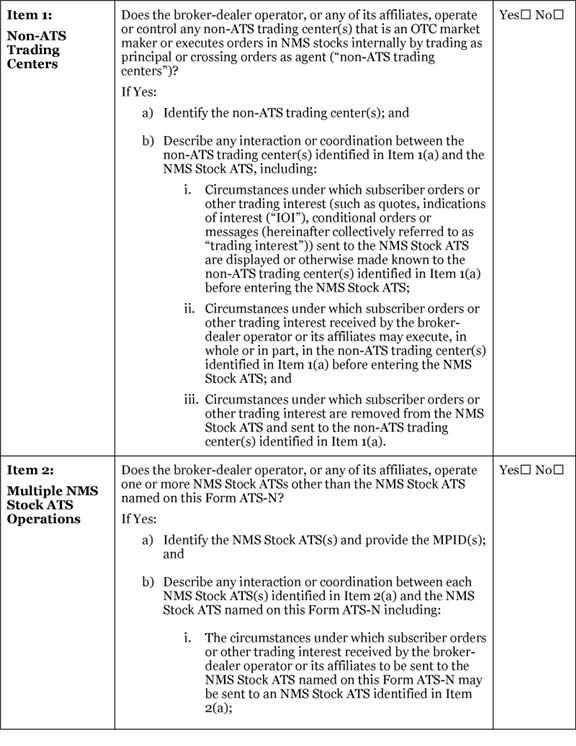 Item 1:
Non-ATS
Trading
Centers
Does the broker-dealer operator, or any of its affiliates, operate
or control any non-ATS trading center(s) that is an OTC market
maker or executes orders in NMS stocks internally by trading as
principal or crossing orders as agent (“non-ATS trading
centers”)?
If Yes:
a) Identify the non-ATS trading center(s); and
b) Describe any interaction or coordination between the
non-ATS trading center(s) identified in Item 1(a) and the
NMS Stock ATS, including:
i. Circumstances under which subscriber orders or
other trading interest (such as quotes, indications
of interest (“IOI”), conditional orders or
messages (hereinafter collectively referred to as
“trading interest”)) sent to the NMS Stock ATS
are displayed or otherwise made known to the
non-ATS trading center(s) identified in Item 1(a)
before entering the NMS Stock ATS;
ii. Circumstances under which subscriber orders or
other trading interest received by the broker-
dealer operator or its affiliates may execute, in
whole or in part, in the non-ATS trading center(s)
identified in Item 1(a) before entering the NMS
Stock ATS; and
iii. Circumstances under which subscriber orders or
other trading interest are removed from the NMS
Stock ATS and sent to the non-ATS trading
center(s) identified in Item 1(a).
Yes☐ No☐
Item 2:
Multiple NMS
Stock ATS
Operations
Does the broker-dealer operator, or any of its affiliates, operate
one or more NMS Stock ATSs other than the NMS Stock ATS
named on this Form ATS-N?
If Yes:
a) Identify the NMS Stock ATS(s) and provide the MPID(s);
and
b) Describe any interaction or coordination between each
NMS Stock ATS(s) identified in Item 2(a) and the NMS
Stock ATS named on this Form ATS-N including:
i. The circumstances under which subscriber orders
or other trading interest received by the broker-
dealer operator or its affiliates to be sent to the
NMS Stock ATS named on this Form ATS-N may
be sent to an NMS Stock ATS identified in Item
2(a);
Yes☐ No☐